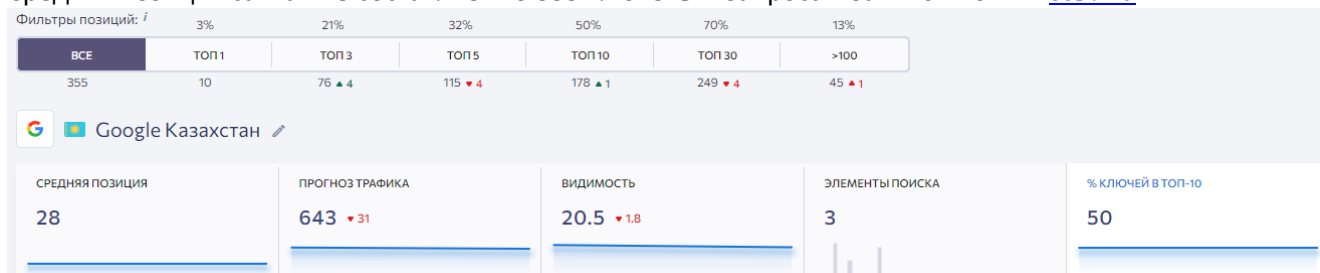 Фильтры позиций: i
3% 21% 32% 50% 70% 13%
ВСЕ ТОП 1 ТОП 3 ТОП 5 ТОП 10 ТОП 30 >100
355 10 76 ▲ 4 115 ▼ 4 178 ▲ 1 249 ▼ 4 45 ▲ 1
G Google Казахстан
СРЕДНЯЯ ПОЗИЦИЯ ПРОГНОЗ ТРАФИКА ВИДИМОСТЬ ЭЛЕМЕНТЫ ПОИСКА % КЛЮЧЕЙ В ТОП-10
28 643 ▼ 31 20.5 ▼ 1.8 3 50